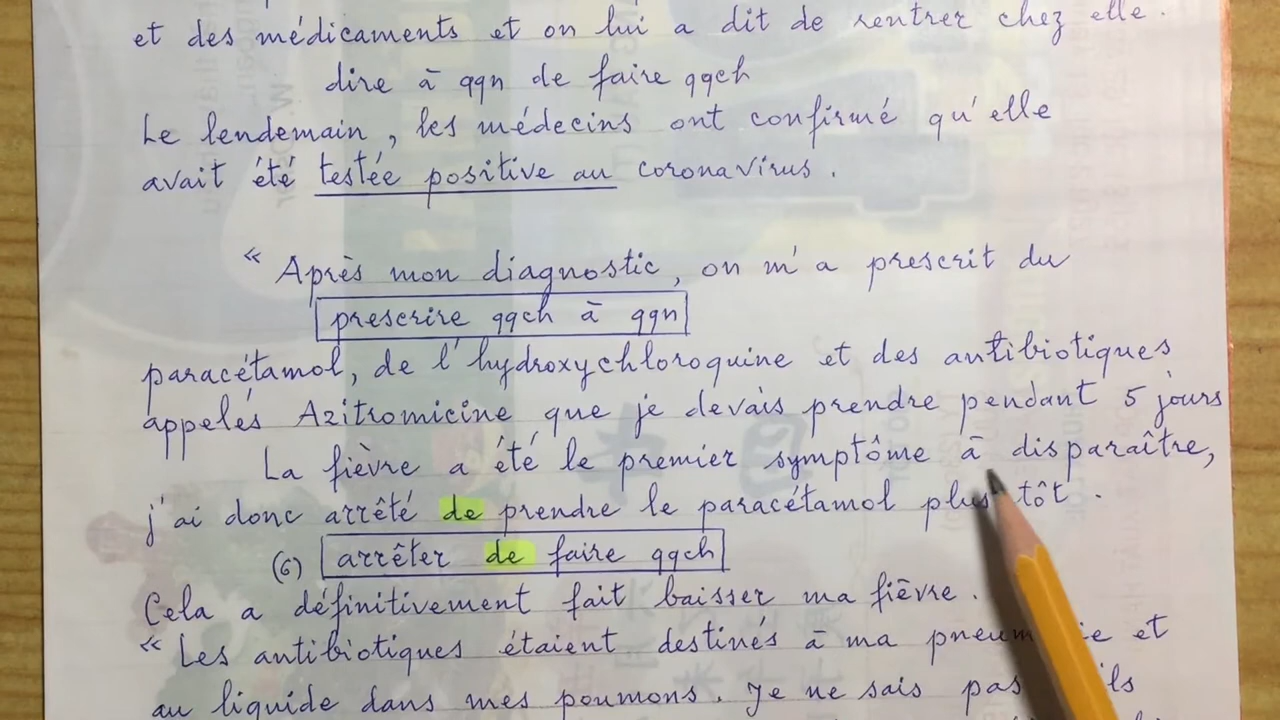 et des médicaments et on lui a dit de rentrer chez elle.
dire à qqn de faire qqch
Le lendemain, les médecins ont confirmé qu'elle
avait été testée positive au coronavirus.
« Après mon diagnostic, on m'a prescrit du
prescrire qqch à qqn
paracétamol, de l'hydroxychloroquine et des antibiotiques
appelés Azitromicine que je devais prendre pendant 5 jours
La fièvre a été le premier symptôme à disparaître,
j'ai donc arrêté de prendre le paracétamol plus tôt.
(6) arrêter de faire qqch
Cela a définitivement fait baisser ma fièvre.
« Les antibiotiques étaient destinés à ma et
au liquide dans mes poumons. Je ne sais pas